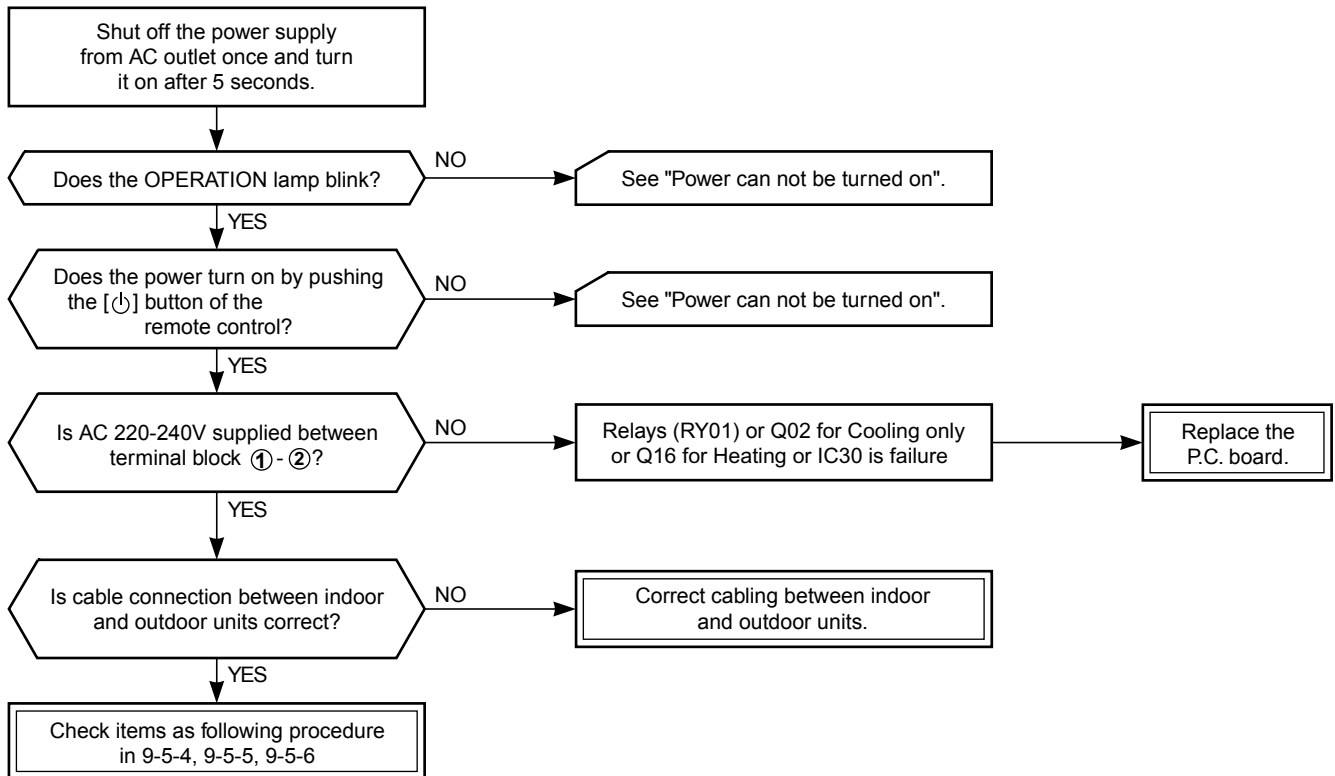 Shut off the power supply
from AC outlet once and turn
it on after 5 seconds.
Does the OPERATION lamp blink?
NO
See "Power can not be turned on".
YES
Does the power turn on by pushing
the [⏻] button of the
remote control?
NO
See "Power can not be turned on".
YES
Is AC 220-240V supplied between
terminal block ① - ②?
NO
Relays (RY01) or Q02 for Cooling only
or Q16 for Heating or IC30 is failure
Replace the
P.C. board.
YES
Is cable connection between indoor
and outdoor units correct?
NO
Correct cabling between indoor
and outdoor units.
YES
Check items as following procedure
in 9-5-4, 9-5-5, 9-5-6